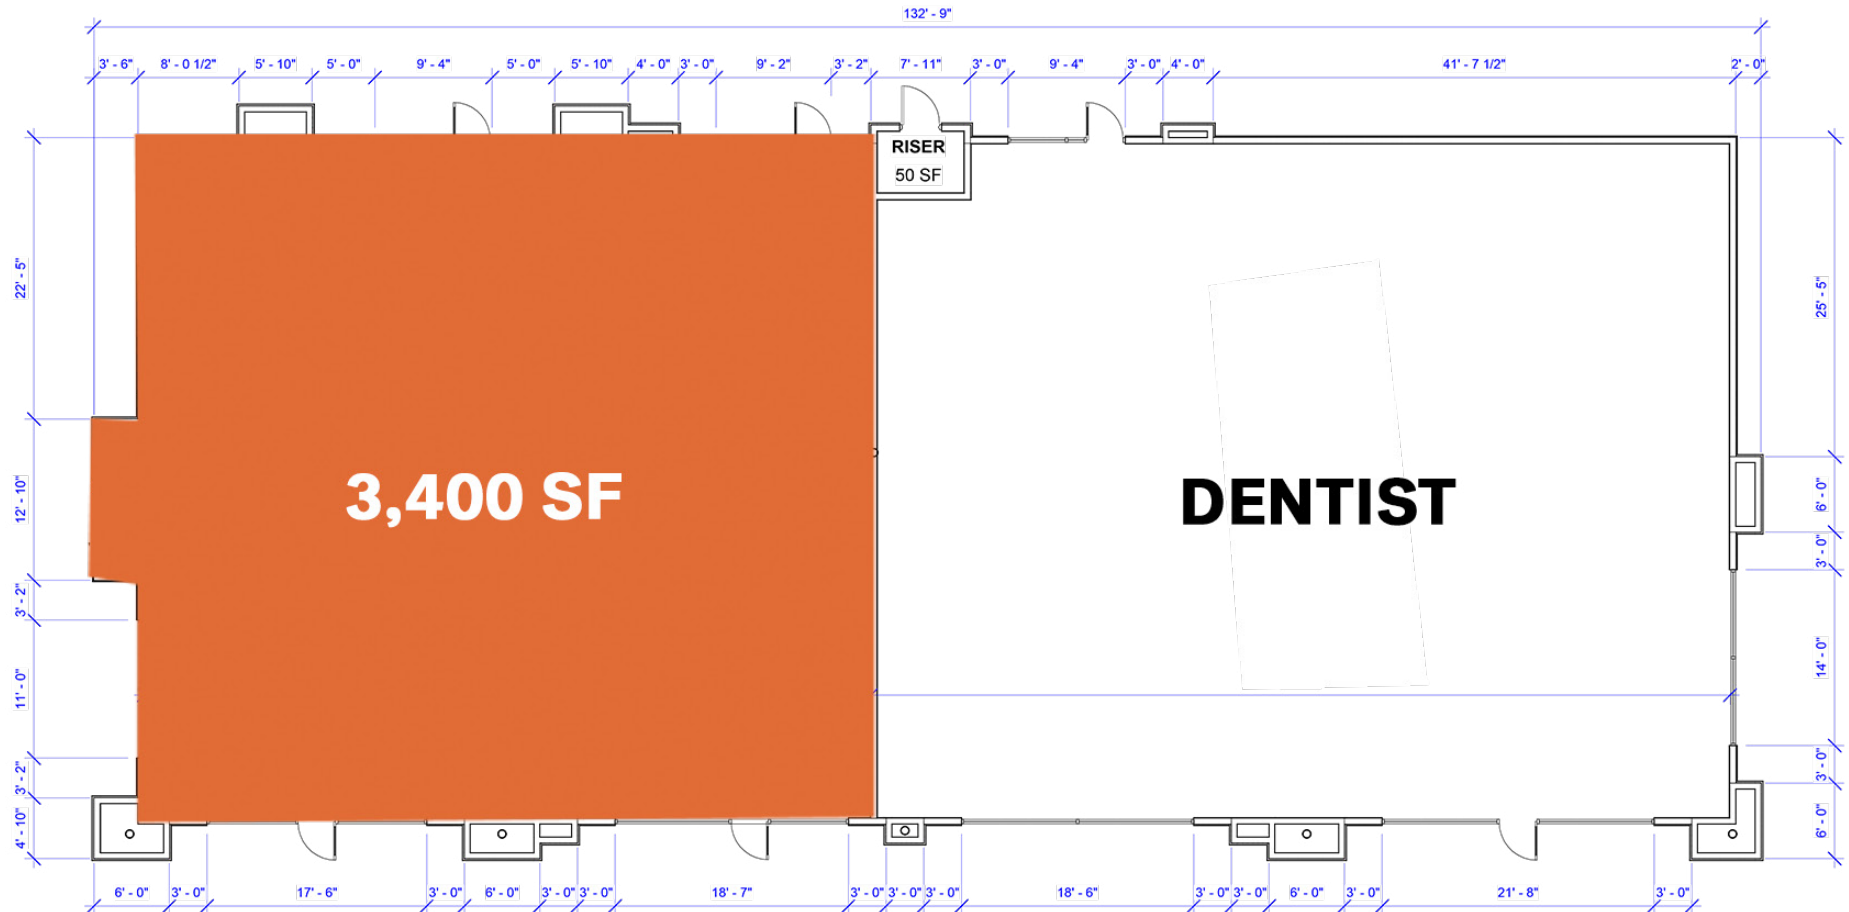 132' - 9"
3' - 6" 8' - 0 1/2" 5' - 10" 5' - 0" 9' - 4" 5' - 0" 5' - 10" 4' - 0" 3' - 0" 9' - 2" 3' - 2" 7' - 11" 3' - 0" 9' - 4" 3' - 0" 4' - 0" 41' - 7 1/2" 2' - 0"
RISER
50 SF
22' - 5"
25' - 5"
12' - 10"
3,400 SF
DENTIST
6' - 0"
3' - 0"
3' - 2"
11' - 0"
14' - 0"
3' - 2"
3' - 0"
4' - 10"
6' - 0"
6' - 0" 3' - 0" 17' - 6" 3' - 0" 6' - 0" 3' - 0" 3' - 0" 18' - 7" 3' - 0" 3' - 0" 3' - 0" 18' - 6" 3' - 0" 3' - 0" 6' - 0" 3' - 0" 21' - 8" 3' - 0"